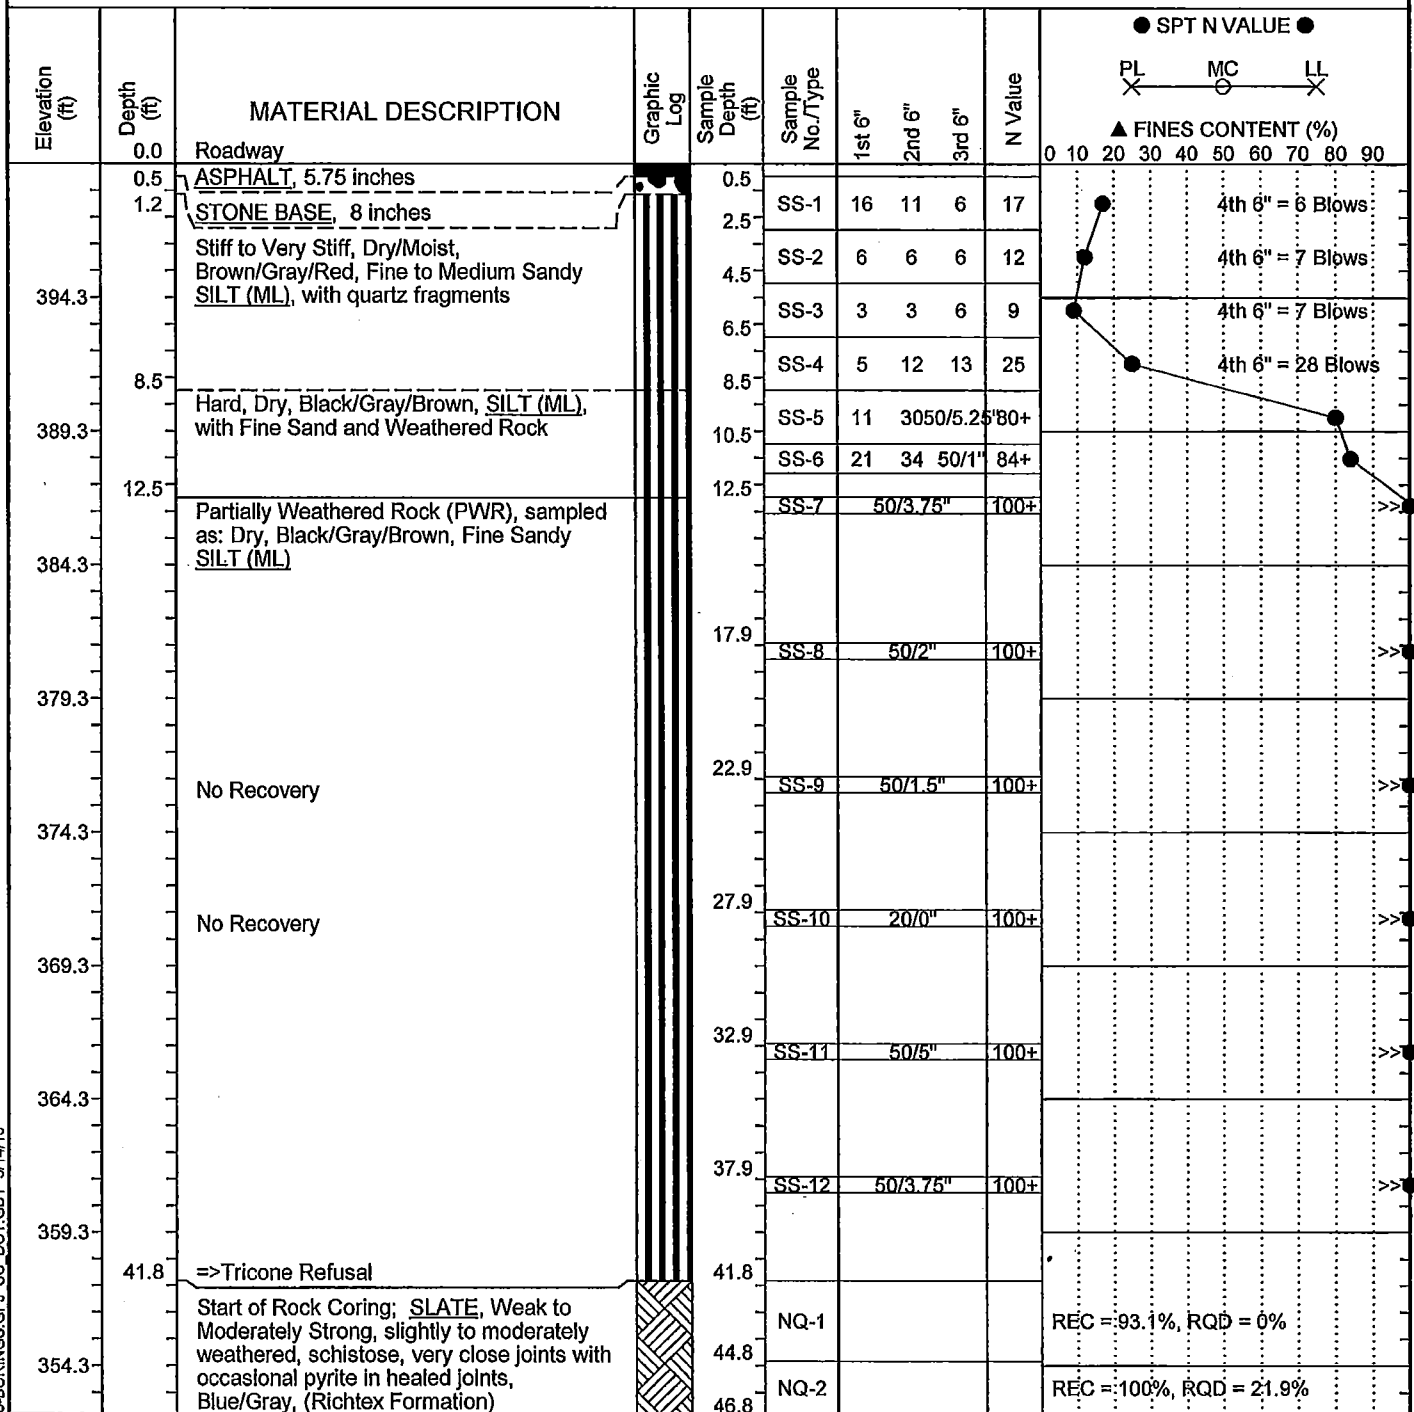 ● SPT N VALUE ●
PL MC LL
▲ FINES CONTENT (%)
0 10 20 30 40 50 60 70 80 90
Elevation (ft)
Depth (ft)
MATERIAL DESCRIPTION
Graphic Log
Sample Depth (ft)
Sample No./Type
1st 6"
2nd 6"
3rd 6"
N Value
0.0 Roadway
0.5 ASPHALT, 5.75 inches 0.5
1.2 STONE BASE, 8 inches
SS-1 16 11 6 17 4th 6" = 6 Blows
2.5
Stiff to Very Stiff, Dry/Moist,
Brown/Gray/Red, Fine to Medium Sandy
SILT (ML), with quartz fragments
SS-2 6 6 6 12 4th 6" = 7 Blows
4.5
394.3
SS-3 3 3 6 9 4th 6" = 7 Blows
6.5
SS-4 5 12 13 25 4th 6" = 28 Blows
8.5 8.5
Hard, Dry, Black/Gray/Brown, SILT (ML),
with Fine Sand and Weathered Rock
SS-5 11 30 50/5.25" 80+
389.3 10.5
SS-6 21 34 50/1" 84+
12.5 12.5
SS-7 50/3.75" 100+ >>
Partially Weathered Rock (PWR), sampled
as: Dry, Black/Gray/Brown, Fine Sandy
SILT (ML)
384.3
17.9
SS-8 50/2" 100+ >>
379.3
22.9
No Recovery SS-9 50/1.5" 100+ >>
374.3
27.9
No Recovery SS-10 20/0" 100+ >>
369.3
32.9
SS-11 50/5" 100+ >>
364.3
37.9
SS-12 50/3.75" 100+ >>
359.3
41.8 =>Tricone Refusal 41.8
Start of Rock Coring; SLATE, Weak to
Moderately Strong, slightly to moderately
weathered, schistose, very close joints with
occasional pyrite in healed joints,
Blue/Gray, (Richtex Formation)
NQ-1 REC = 93.1%, RQD = 0%
44.8
354.3
NQ-2 REC = 100%, RQD = 21.9%
46.8